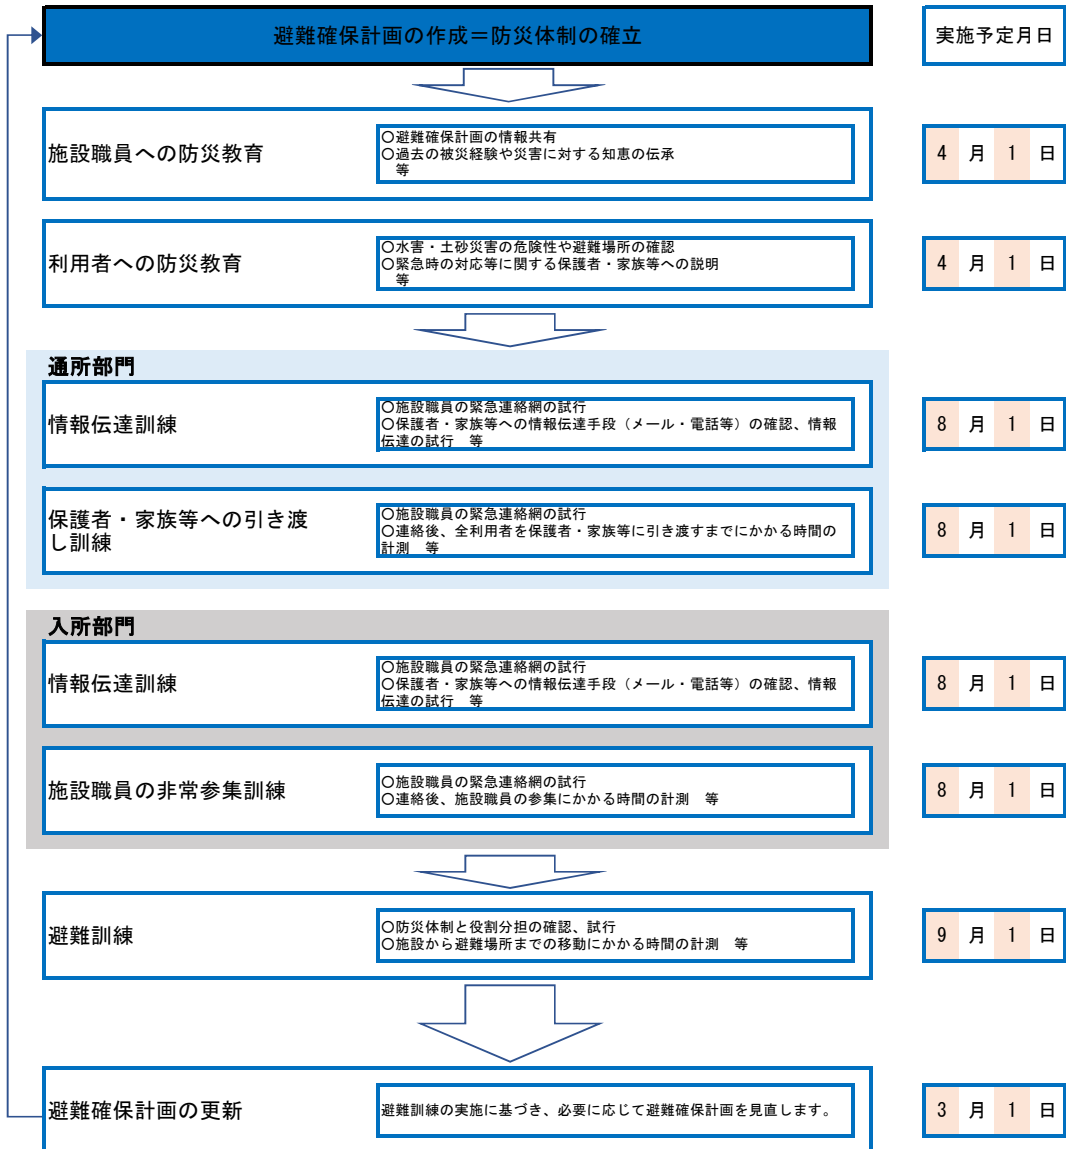 避難確保計画の作成＝防災体制の確立
実施予定月日
施設職員への防災教育
〇避難確保計画の情報共有
〇過去の被災経験や災害に対する知恵の伝承
等
4 月 1 日
利用者への防災教育
〇水害・土砂災害の危険性や避難場所の確認
〇緊急時の対応等に関する保護者・家族等への説明
等
4 月 1 日
通所部門
情報伝達訓練
〇施設職員の緊急連絡網の試行
〇保護者・家族等への情報伝達手段（メール・電話等）の確認、情報
伝達の試行　等
8 月 1 日
保護者・家族等への引き渡
し訓練
〇施設職員の緊急連絡網の試行
〇連絡後、全利用者を保護者・家族等に引き渡すまでにかかる時間の
計測　等
8 月 1 日
入所部門
情報伝達訓練
〇施設職員の緊急連絡網の試行
〇保護者・家族等への情報伝達手段（メール・電話等）の確認、情報
伝達の試行　等
8 月 1 日
施設職員の非常参集訓練
〇施設職員の緊急連絡網の試行
〇連絡後、施設職員の参集にかかる時間の計測　等
8 月 1 日
避難訓練
〇防災体制と役割分担の確認、試行
〇施設から避難場所までの移動にかかる時間の計測　等
9 月 1 日
避難確保計画の更新
避難訓練の実施に基づき、必要に応じて避難確保計画を見直します。
3 月 1 日